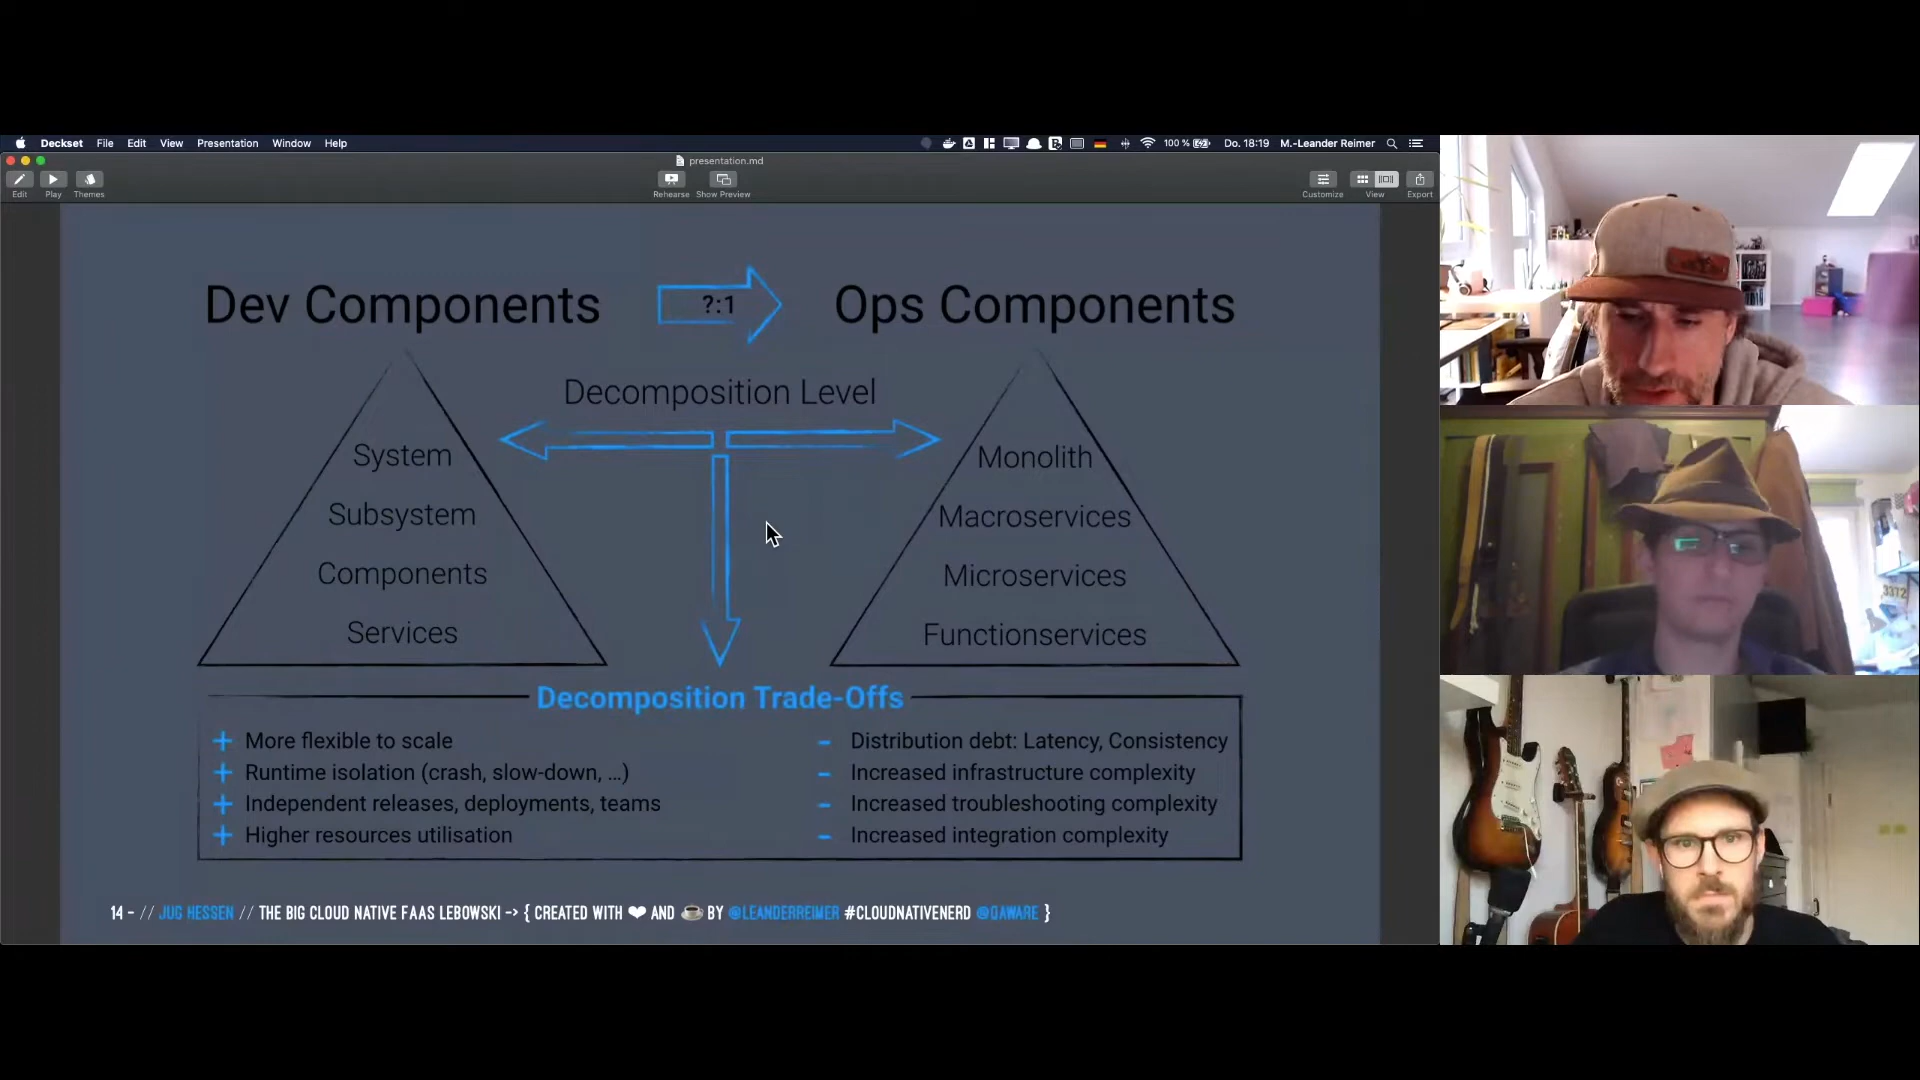 Deckset File Edit View Presentation Window Help
100 % Do. 18:19 M.-Leander Reimer
presentation.md
Edit Play Themes
Rehearse Show Preview
Customize View Export
Dev Components ?:1 Ops Components
Decomposition Level
System
Subsystem
Components
Services
Monolith
Macroservices
Microservices
Functionservices
Decomposition Trade-Offs
+ More flexible to scale
+ Runtime isolation (crash, slow-down, ...)
+ Independent releases, deployments, teams
+ Higher resources utilisation
- Distribution debt: Latency, Consistency
- Increased infrastructure complexity
- Increased troubleshooting complexity
- Increased integration complexity
14 - // JUG HESSEN // THE BIG CLOUD NATIVE FAAS LEBOWSKI -> { CREATED WITH ❤ AND ☕ BY @LEANDERREIMER #CLOUDNATIVENERD @QAWARE }
3372